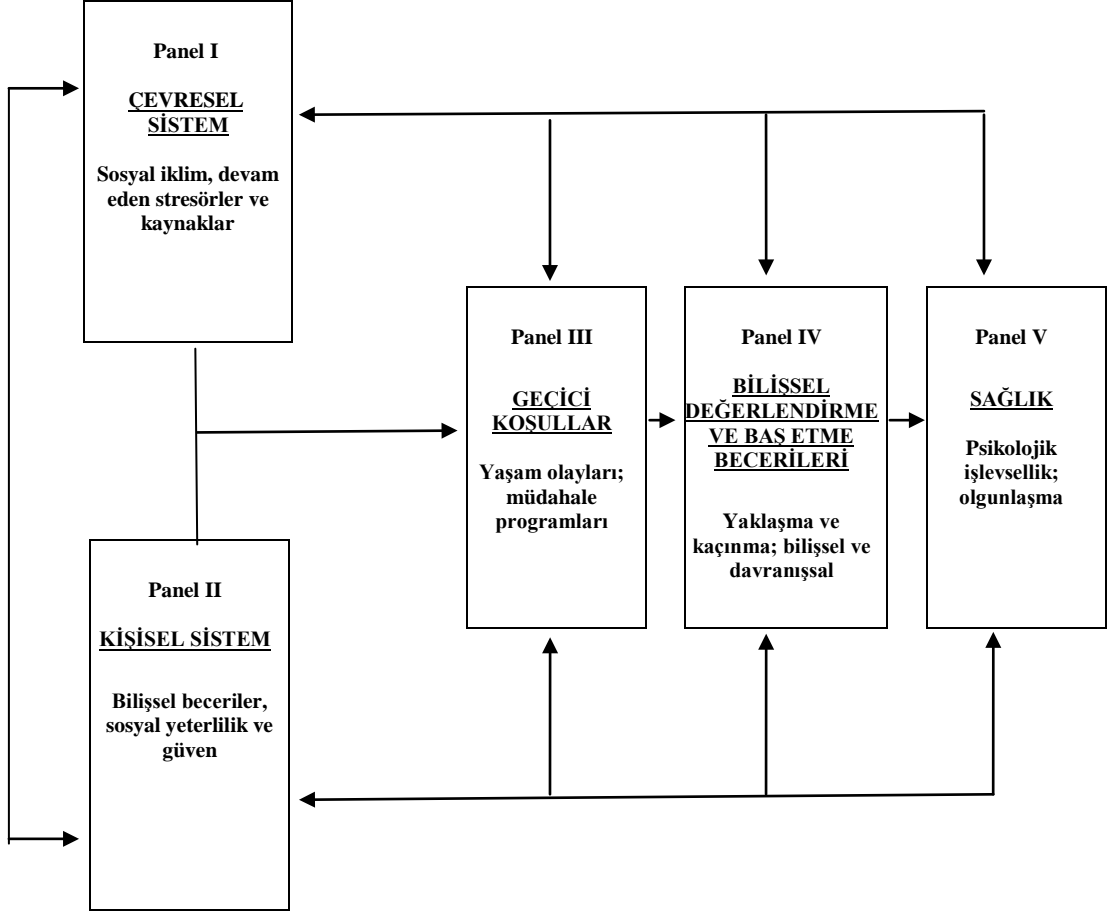 Panel I
ÇEVRESEL
SİSTEM
Sosyal iklim, devam
eden stresörler ve
kaynaklar
Panel II
KİŞİSEL SİSTEM
Bilişsel beceriler,
sosyal yeterlilik ve
güven
Panel III
GEÇİCİ
KOŞULLAR
Yaşam olayları;
müdahale
programları
Panel IV
BİLİŞSEL
DEĞERLENDİRME
VE BAŞ ETME
BECERİLERİ
Yaklaşma ve
kaçınma; bilişsel ve
davranışsal
Panel V
SAĞLIK
Psikolojik
işlevsellik;
olgunlaşma